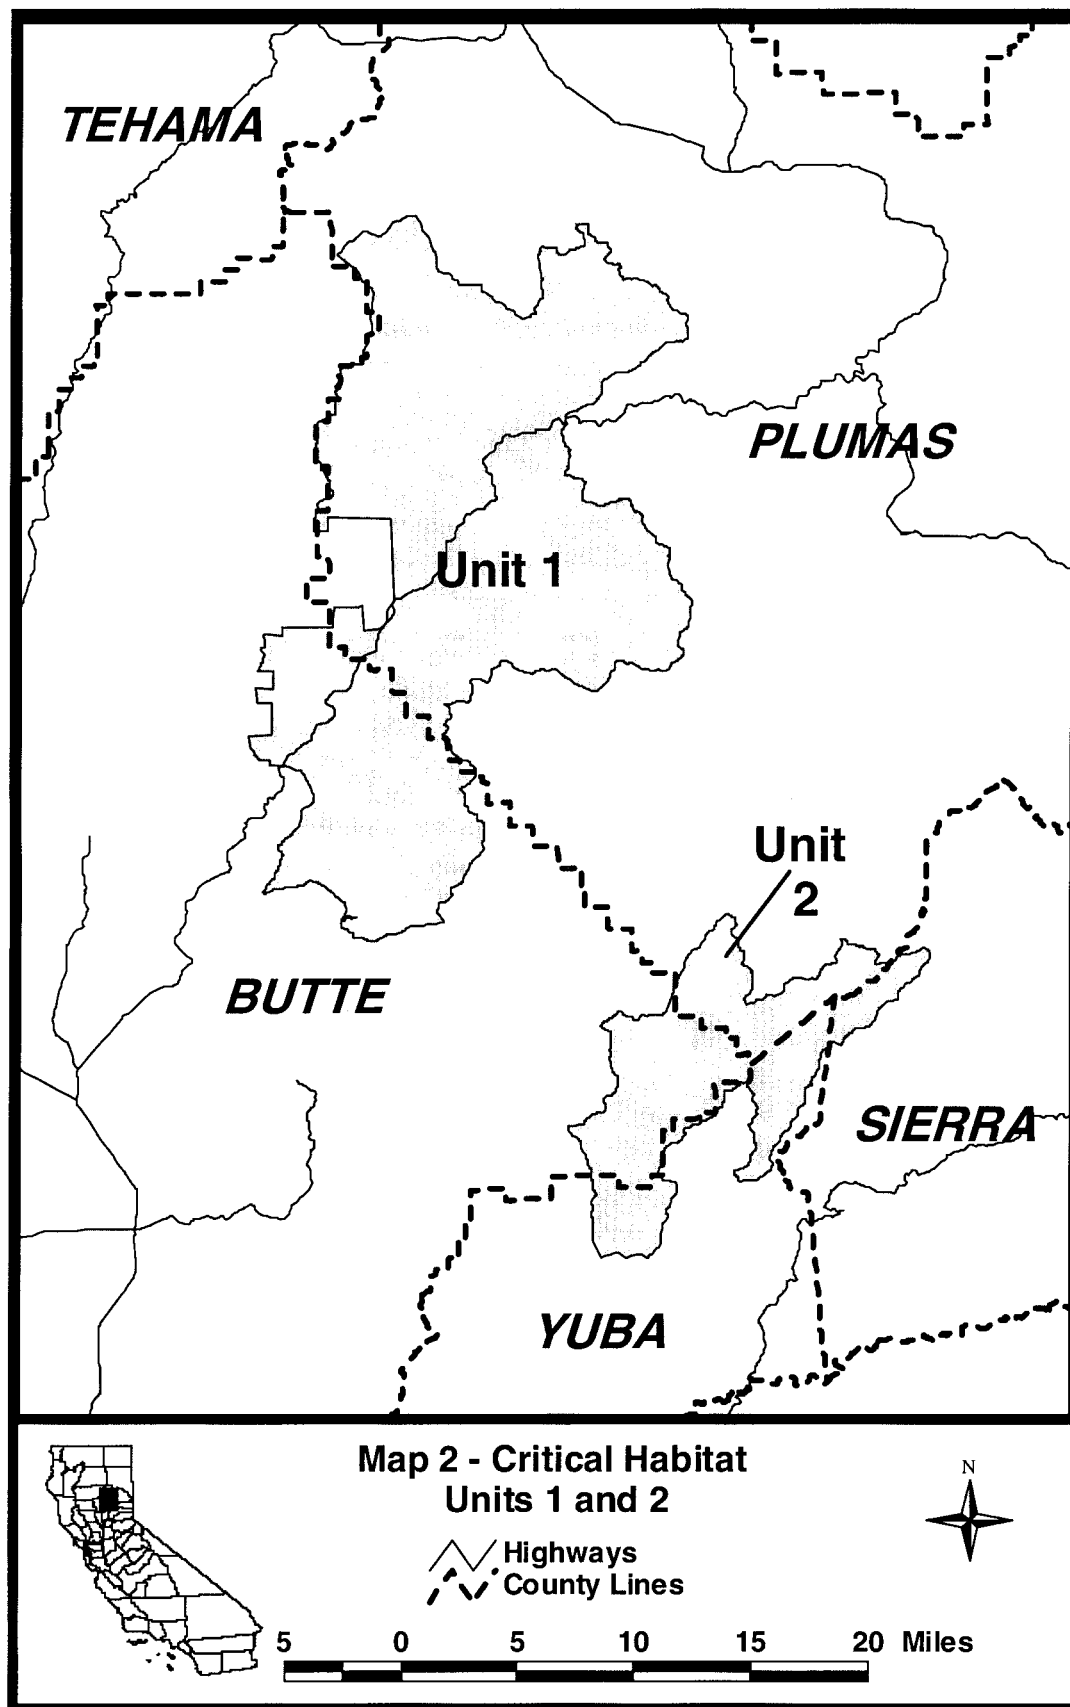 TEHAMA
PLUMAS
Unit 1
Unit
2
BUTTE
SIERRA
YUBA
Map 2 - Critical Habitat
Units 1 and 2
N
Highways
County Lines
5 0 5 10 15 20 Miles